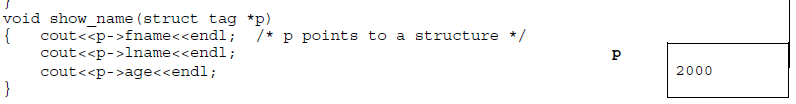 }
void show_name(struct tag *p)
{   cout<<p->fname<<endl;  /* p points to a structure */
    cout<<p->lname<<endl;
    cout<<p->age<<endl;
}
p
2000